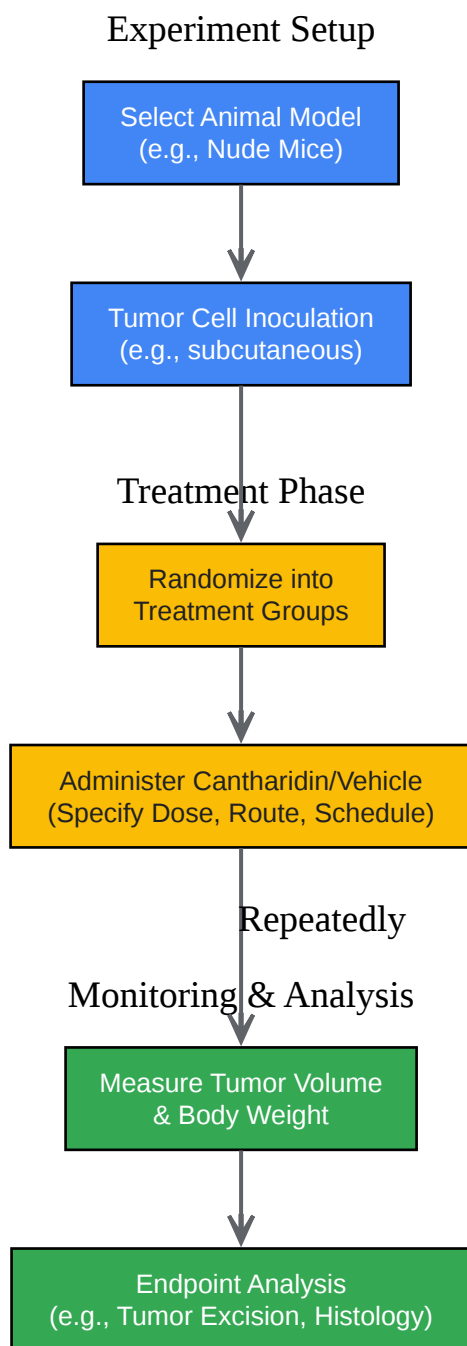 Experiment Setup
Select Animal Model
(e.g., Nude Mice)
Tumor Cell Inoculation
(e.g., subcutaneous)
Treatment Phase
Randomize into
Treatment Groups
Administer Cantharidin/Vehicle
(Specify Dose, Route, Schedule)
Repeatedly
Monitoring & Analysis
Measure Tumor Volume
& Body Weight
Endpoint Analysis
(e.g., Tumor Excision, Histology)